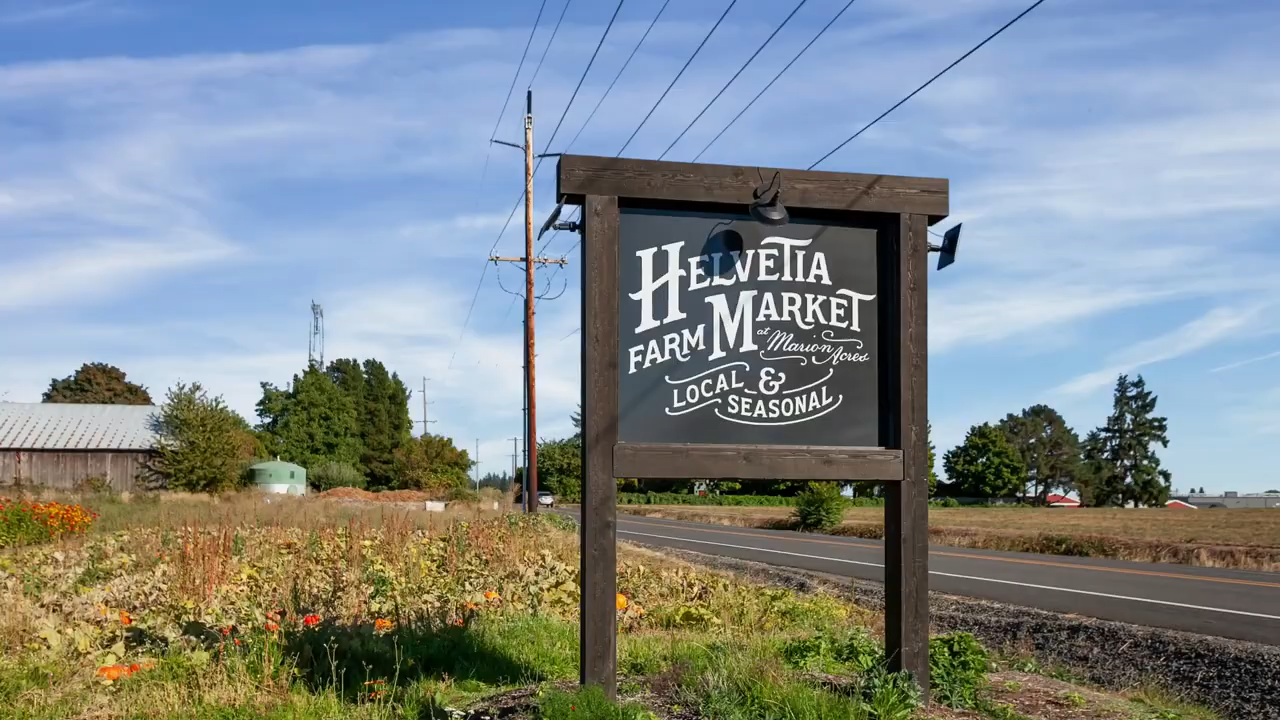 HELVETIA
FARM MARKET
at Marion Acres
LOCAL &
SEASONAL